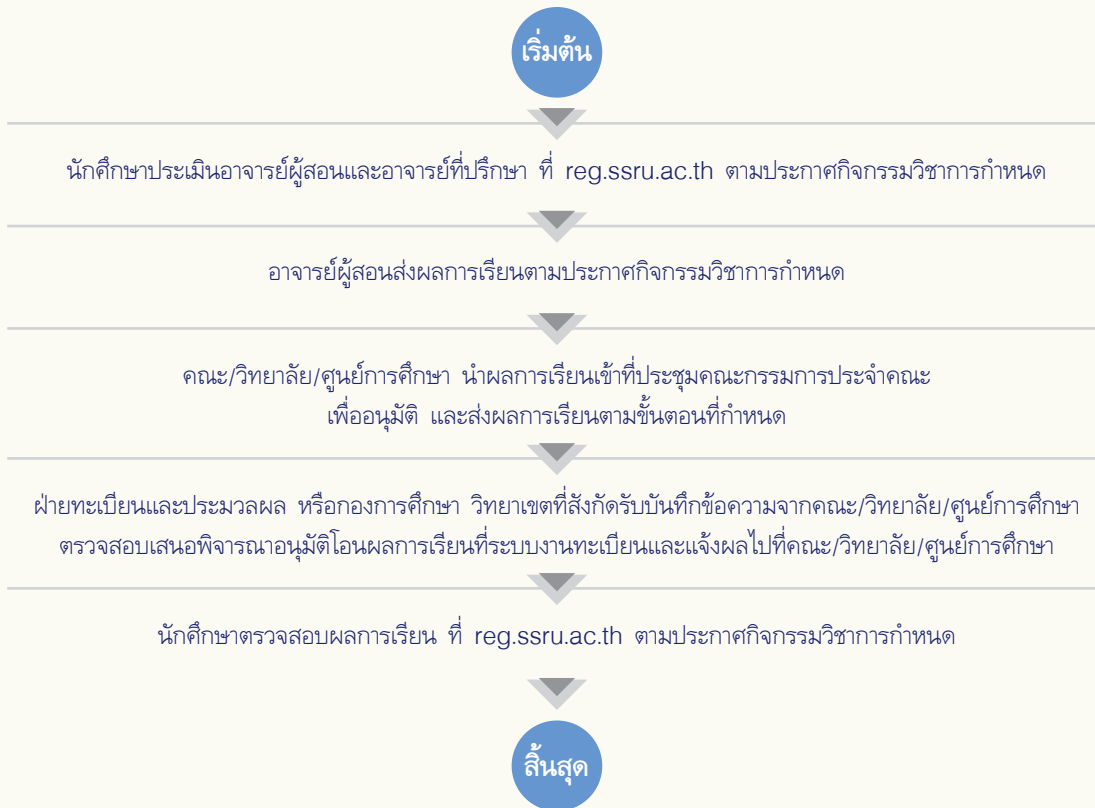 เริ่มต้น
นักศึกษาประเมินอาจารย์ผู้สอนและอาจารย์ที่ปรึกษา ที่ reg.ssru.ac.th ตามประกาศกิจกรรมวิชาการกำหนด
อาจารย์ผู้สอนส่งผลการเรียนตามประกาศกิจกรรมวิชาการกำหนด
คณะ/วิทยาลัย/ศูนย์การศึกษา นำผลการเรียนเข้าที่ประชุมคณะกรรมการประจำคณะ
เพื่ออนุมัติ และส่งผลการเรียนตามขั้นตอนที่กำหนด
ฝ่ายทะเบียนและประมวลผล หรือกองการศึกษา วิทยาเขตที่สังกัดรับบันทึกข้อความจากคณะ/วิทยาลัย/ศูนย์การศึกษา
ตรวจสอบเสนอพิจารณาอนุมัติโอนผลการเรียนที่ระบบงานทะเบียนและแจ้งผลไปที่คณะ/วิทยาลัย/ศูนย์การศึกษา
นักศึกษาตรวจสอบผลการเรียน ที่ reg.ssru.ac.th ตามประกาศกิจกรรมวิชาการกำหนด
สิ้นสุด